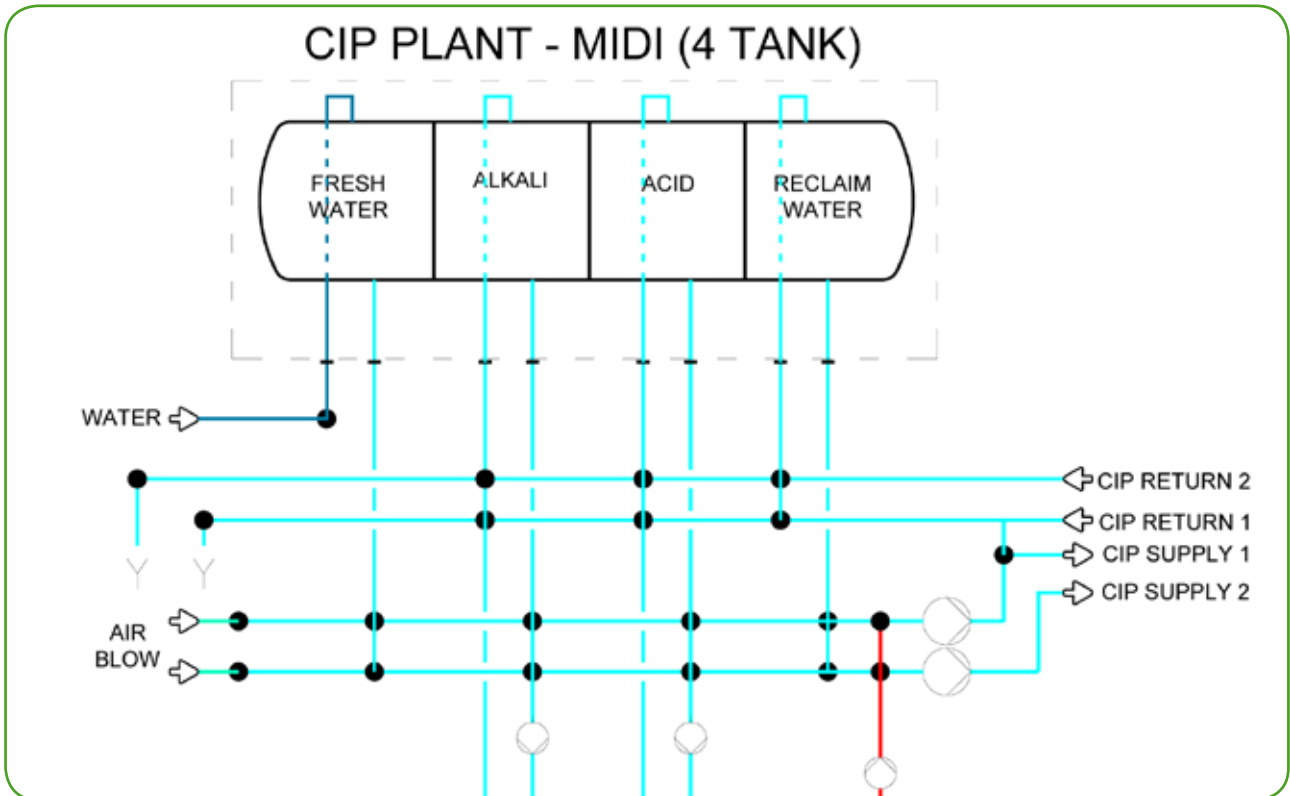 CIP PLANT - MIDI (4 TANK)
FRESH
WATER
ALKALI
ACID
RECLAIM
WATER
WATER
CIP RETURN 2
CIP RETURN 1
CIP SUPPLY 1
CIP SUPPLY 2
AIR
BLOW